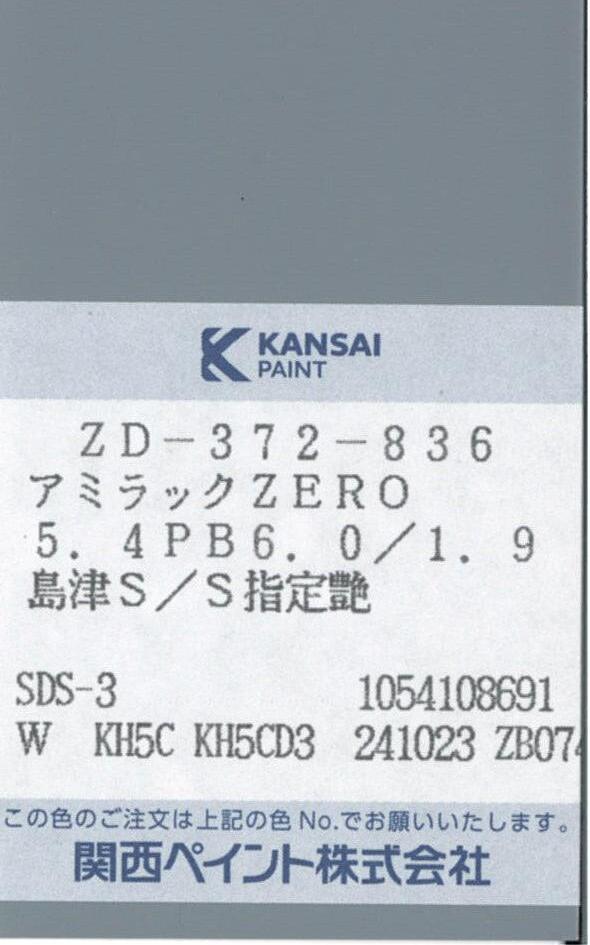 KANSAI
PAINT
ZD-372-836
アミラックZERO
5.4PB6.0/1.9
島津S/S指定艶
SDS-3 1054108691
W KH5C KH5CD3 241023 ZB074
この色のご注文は上記の色No.でお願いいたします。
関西ペイント株式会社